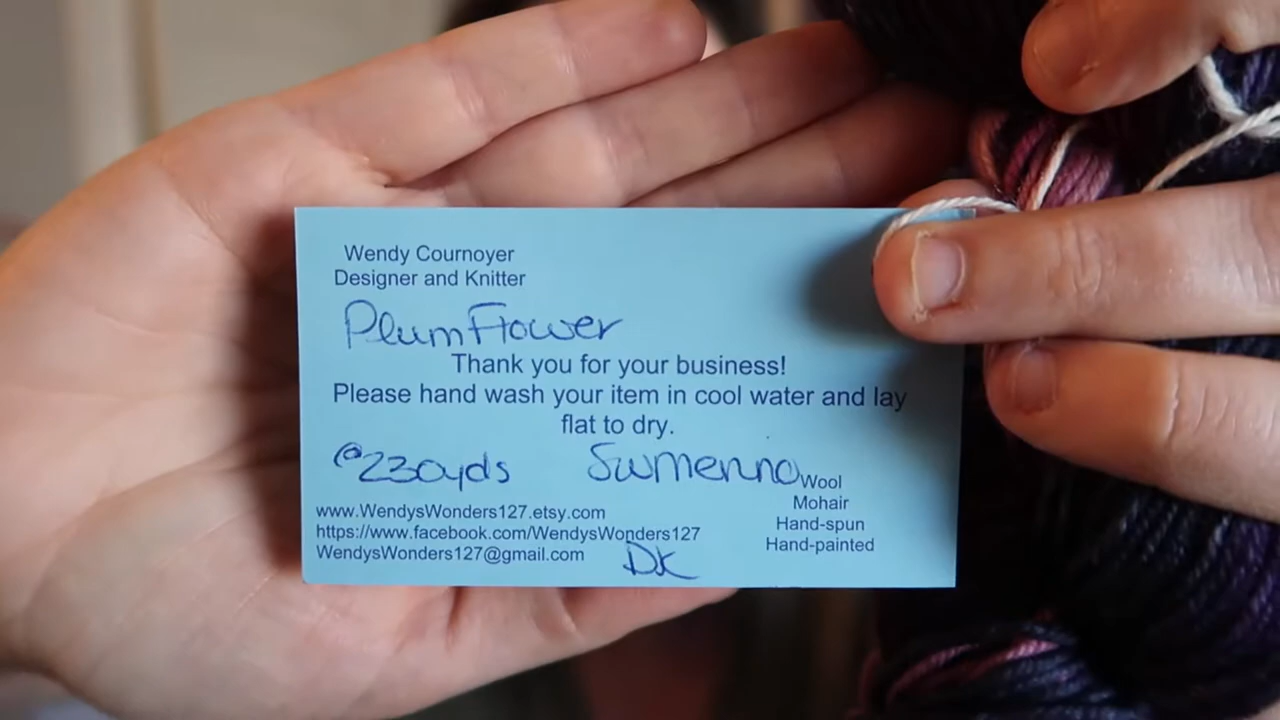 Wendy Cournoyer
Designer and Knitter
Plum Flower
Thank you for your business!
Please hand wash your item in cool water and lay
flat to dry.
@230yds
Wool
Mohair
Hand-spun
Hand-painted
www.WendysWonders127.etsy.com
https://www.facebook.com/WendysWonders127
WendysWonders127@gmail.com
DK